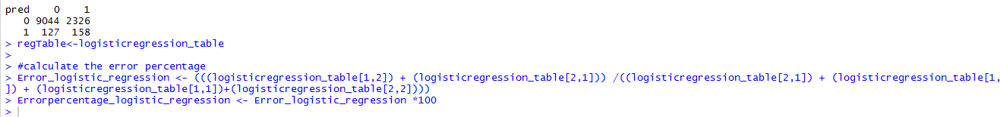 pred 0 1
0 9044 2326
1 127 158
> regTable<-logisticregression_table
>
> #calculate the error percentage
> Error_logistic_regression <- (((logisticregression_table[1,2]) + (logisticregression_table[2,1])) /((logisticregression_table[2,1]) + (logisticregression_table[1,
]) + (logisticregression_table[1,1])+(logisticregression_table[2,2])))
> Errorpercentage_logistic_regression <- Error_logistic_regression *100
>